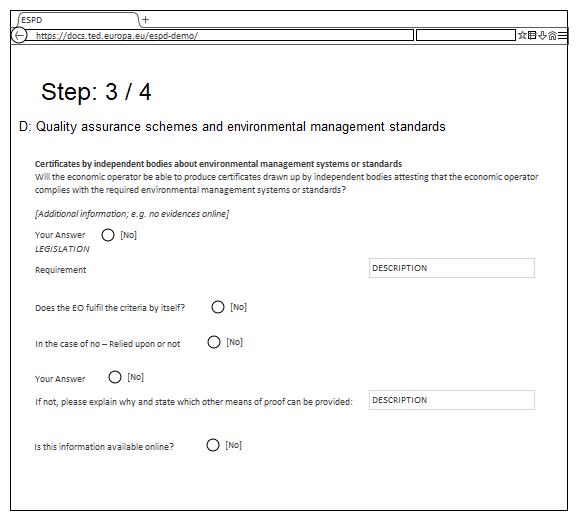 ESPD
+
https://docs.ted.europa.eu/espd-demo/
Step: 3 / 4
D: Quality assurance schemes and environmental management standards
Certificates by independent bodies about environmental management systems or standards
Will the economic operator be able to produce certificates drawn up by independent bodies attesting that the economic operator
complies with the required environmental management systems or standards?
[Additional information; e.g. no evidences online]
Your Answer [No]
LEGISLATION
Requirement DESCRIPTION
Does the EO fulfil the criteria by itself? [No]
In the case of no – Relied upon or not [No]
Your Answer [No]
If not, please explain why and state which other means of proof can be provided: DESCRIPTION
Is this information available online? [No]